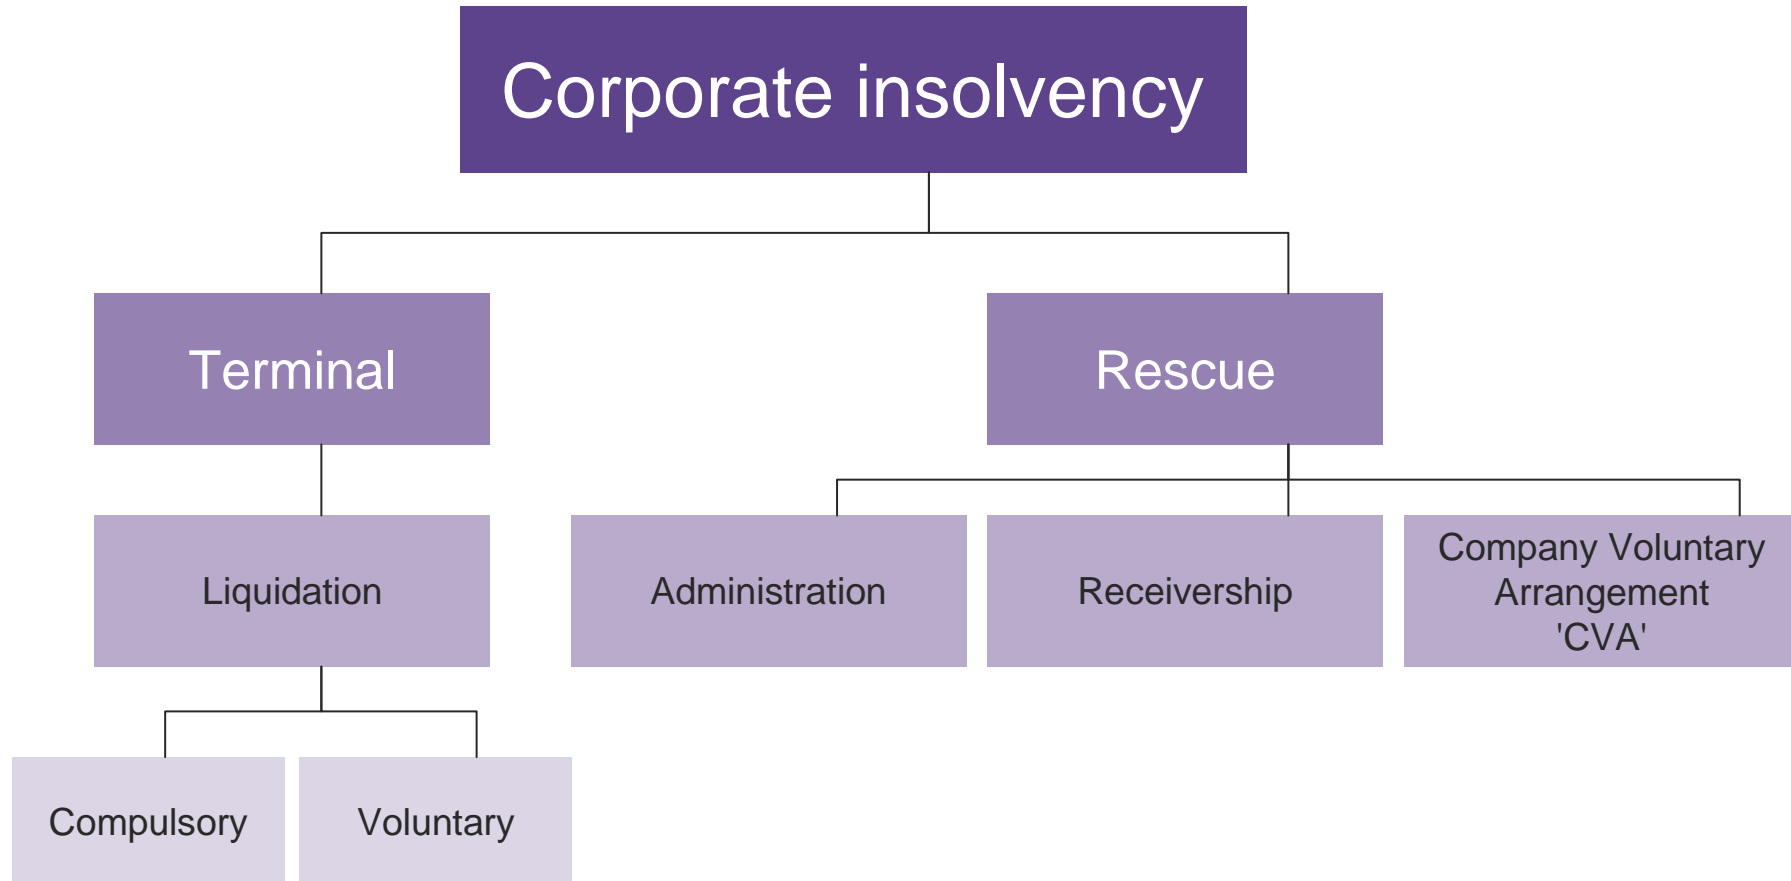 Corporate insolvency
Terminal
Rescue
Liquidation
Administration
Receivership
Company Voluntary
Arrangement
'CVA'
Compulsory
Voluntary